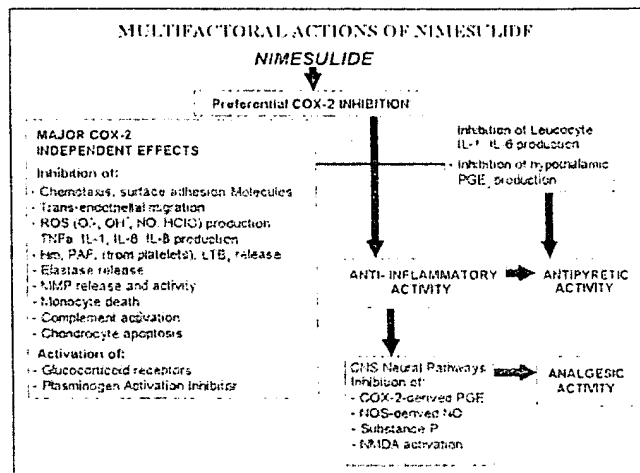 MULTIFACTORAL ACTIONS OF NIMESULIDE
NIMESULIDE
Preferential COX-2 INHIBITION
MAJOR COX-2
INDEPENDENT EFFECTS
Inhibition of:
- Chemotaxis, surface adhesion Molecules
- Trans-endothelial migration
- ROS (O₂⁻, OH⁻, NO, HClO) production
TNFα, IL-1, IL-6, IL-8 production
- Hm, PAF, (from platelets), LTB₄ release
- Elastase release
- MMP release and activity
- Monocyte death
- Complement activation
- Chondrocyte apoptosis
Activation of:
- Glucocorticoid receptors
- Plasminogen Activation Inhibitor
Inhibition of Leucocyte
IL-1, IL-6 production
- Inhibition of hypothalamic
PGE production
ANTI-INFLAMMATORY
ACTIVITY
ANTIPYRETIC
ACTIVITY
CNS Neural Pathways
Inhibition of:
- COX-2-derived PGE
- NOS-derived NO
- Substance P
- NMDA activation
ANALGESIC
ACTIVITY